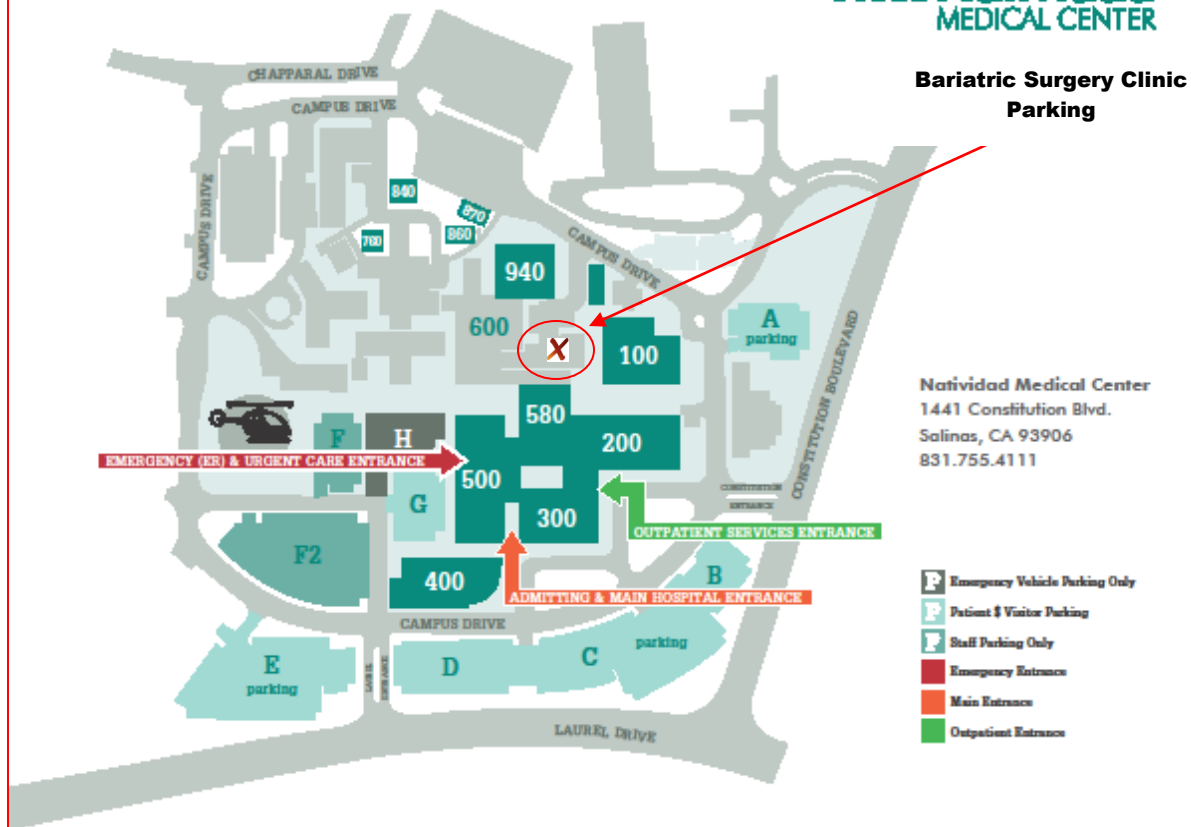 MEDICAL CENTER
Bariatric Surgery Clinic
Parking
CHAPPARAL DRIVE
CAMPUS DRIVE
CAMPUS DRIVE
840
870
860
760
CAMPUS DRIVE
940
600
X
100
A
parking
CONSTITUTION BOULEVARD
Natividad Medical Center
1441 Constitution Blvd.
Salinas, CA 93906
831.755.4111
580
200
F
H
EMERGENCY (ER) & URGENT CARE ENTRANCE
500
G
300
CONSTITUTION
ENTRANCE
OUTPATIENT SERVICES ENTRANCE
F2
400
B
ADMITTING & MAIN HOSPITAL ENTRANCE
CAMPUS DRIVE
E
parking
LAUREL
ENTRANCE
D
C
parking
LAUREL DRIVE
P Emergency Vehicle Parking Only
P Patient $ Visitor Parking
P Staff Parking Only
Emergency Entrance
Main Entrance
Outpatient Entrance